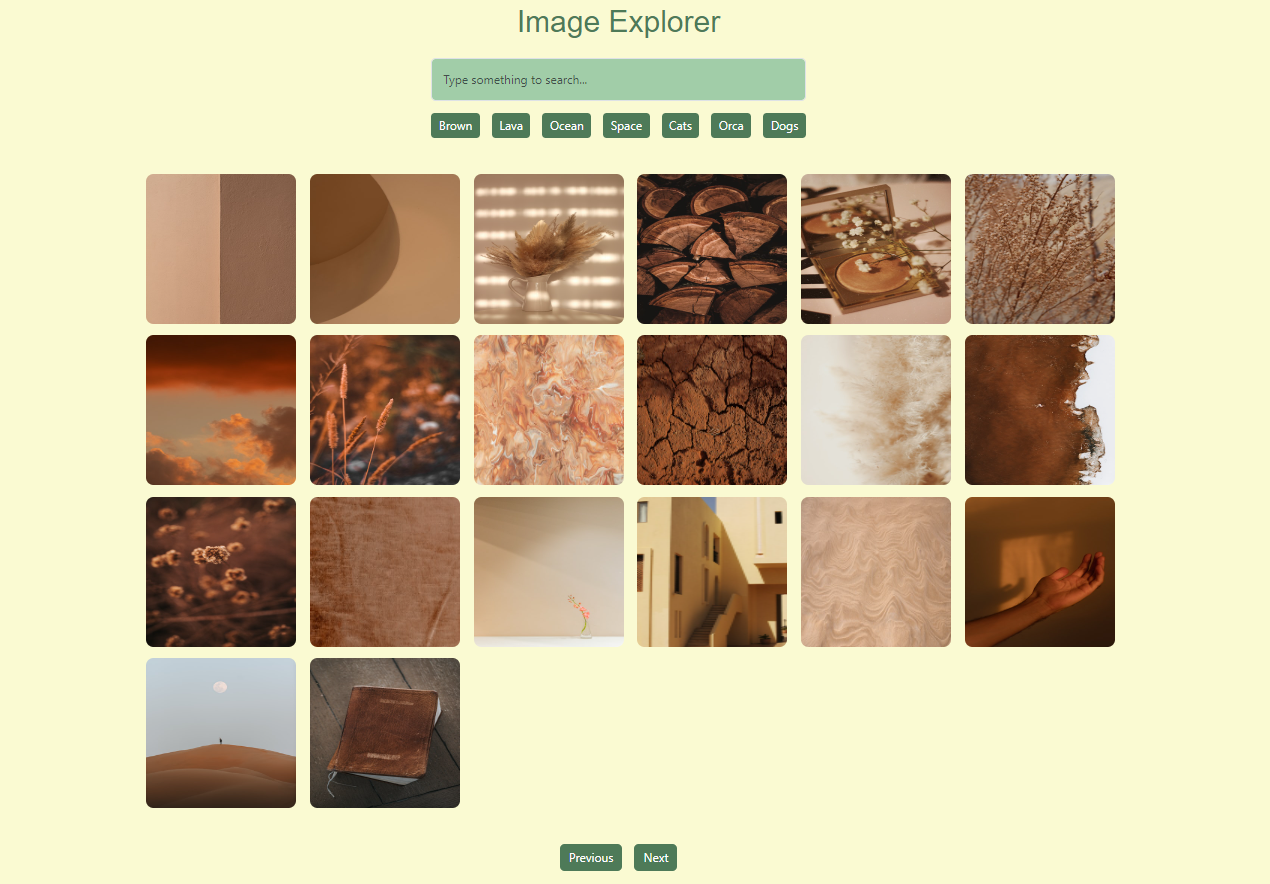 Image Explorer
Type something to search...
Brown Lava Ocean Space Cats Orca Dogs
Previous Next